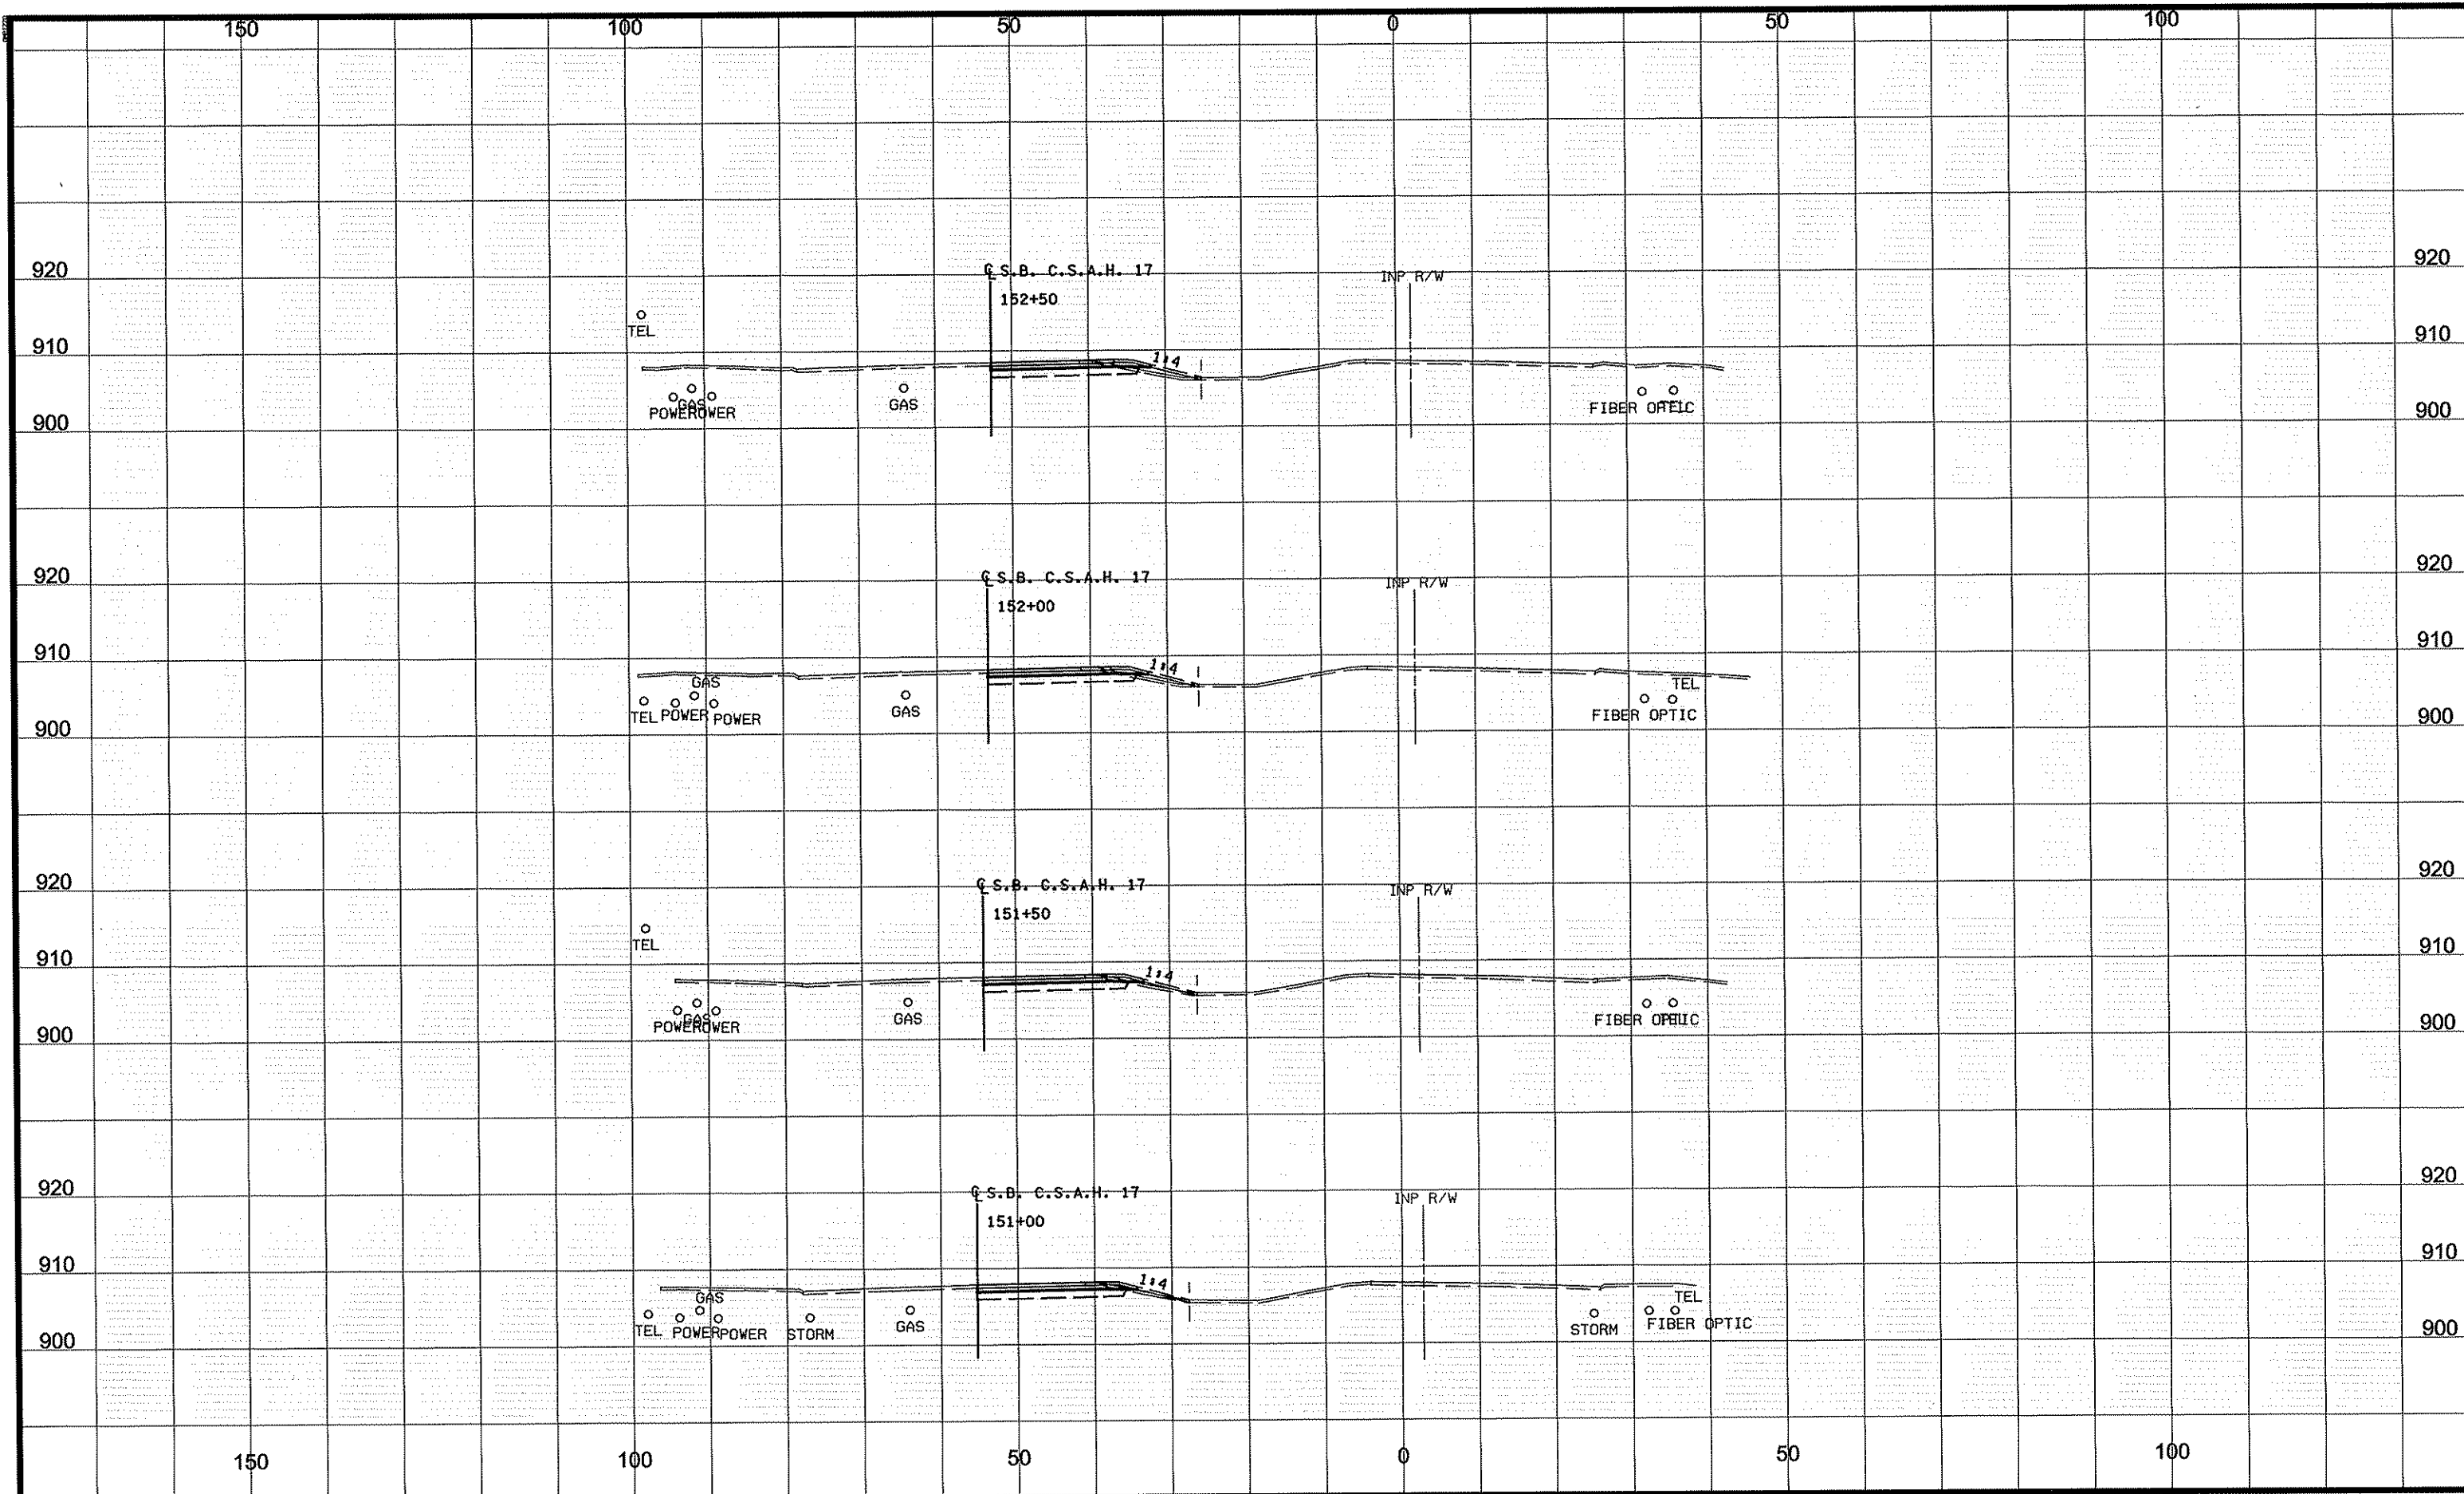 150 100 50 0 50 100
920 ℄ S.B. C.S.A.H. 17 INP R/W 920
152+50
TEL
910 1:4 910
GAS GAS
POWER OWER FIBER OPTIC TEL
900 900
920 ℄ S.B. C.S.A.H. 17 INP R/W 920
152+00
910 1:4 910
GAS TEL
TEL POWER POWER GAS FIBER OPTIC
900 900
920 ℄ S.B. C.S.A.H. 17 INP R/W 920
151+50
TEL
910 1:4 910
GAS GAS
POWER OWER FIBER OPTIC
900 900
920 ℄ S.B. C.S.A.H. 17 INP R/W 920
151+00
910 1:4 910
GAS TEL
TEL POWER POWER STORM GAS STORM FIBER OPTIC
900 900
150 100 50 0 50 100